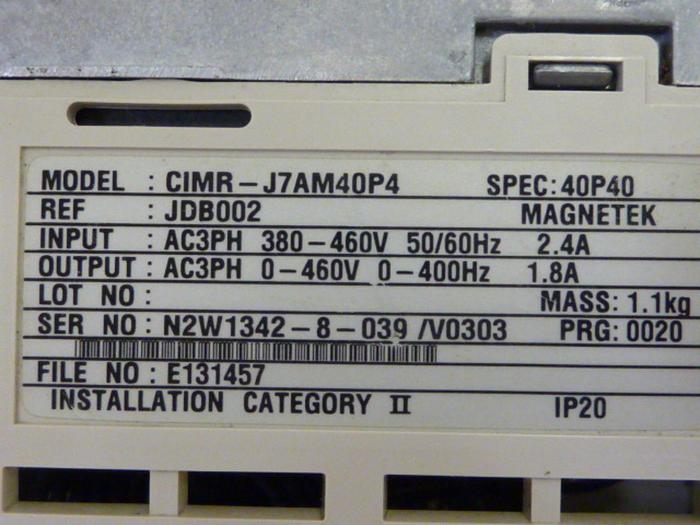 MODEL : CIMR-J7AM40P4 SPEC:40P40
REF : JDB002 MAGNETEK
INPUT : AC3PH 380-460V 50/60Hz 2.4A
OUTPUT : AC3PH 0-460V 0-400Hz 1.8A
LOT NO : MASS: 1.1kg
SER NO : N2W1342-8-039 /V0303 PRG: 0020
FILE NO : E131457
INSTALLATION CATEGORY II IP20